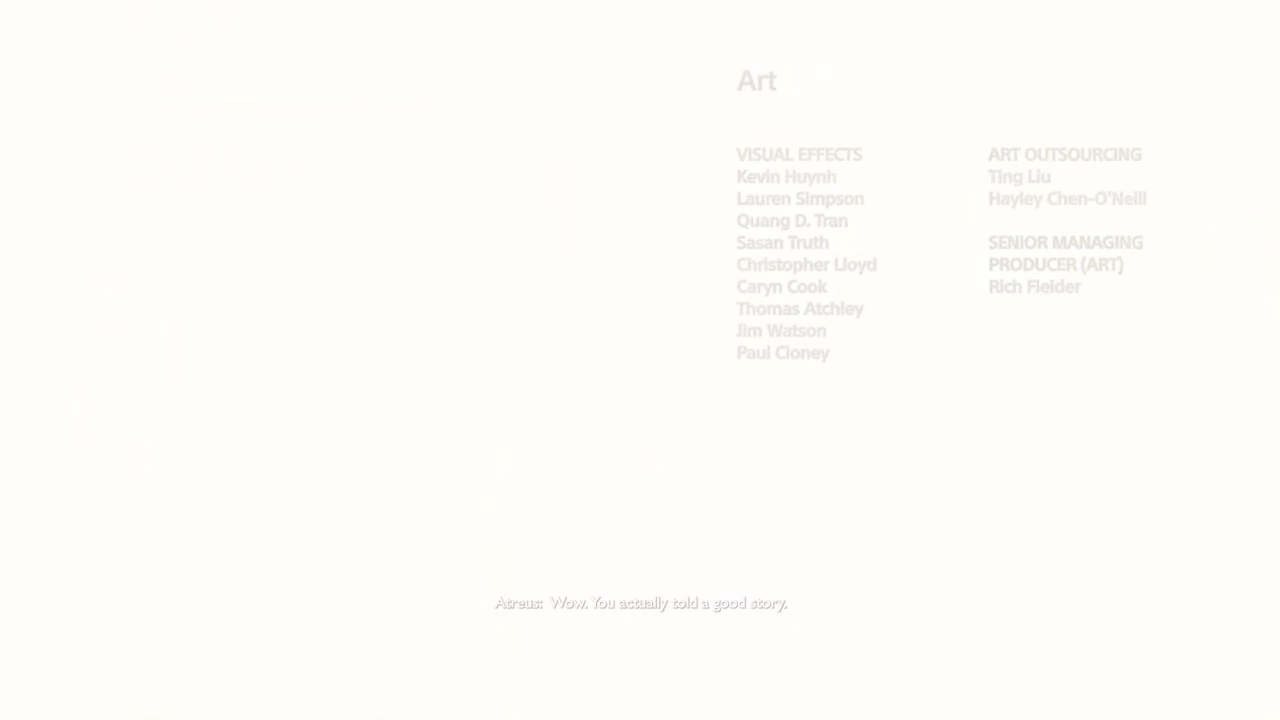 Art
VISUAL EFFECTS
Kevin Huynh
Lauren Simpson
Quang D. Tran
Sasan Truth
Christopher Lloyd
Caryn Cook
Thomas Atchley
Jim Watson
Paul Cloney
ART OUTSOURCING
Ting Liu
Hayley Chen-O'Neill
SENIOR MANAGING
PRODUCER (ART)
Rich Fielder
Atreus: Wow. You actually told a good story.